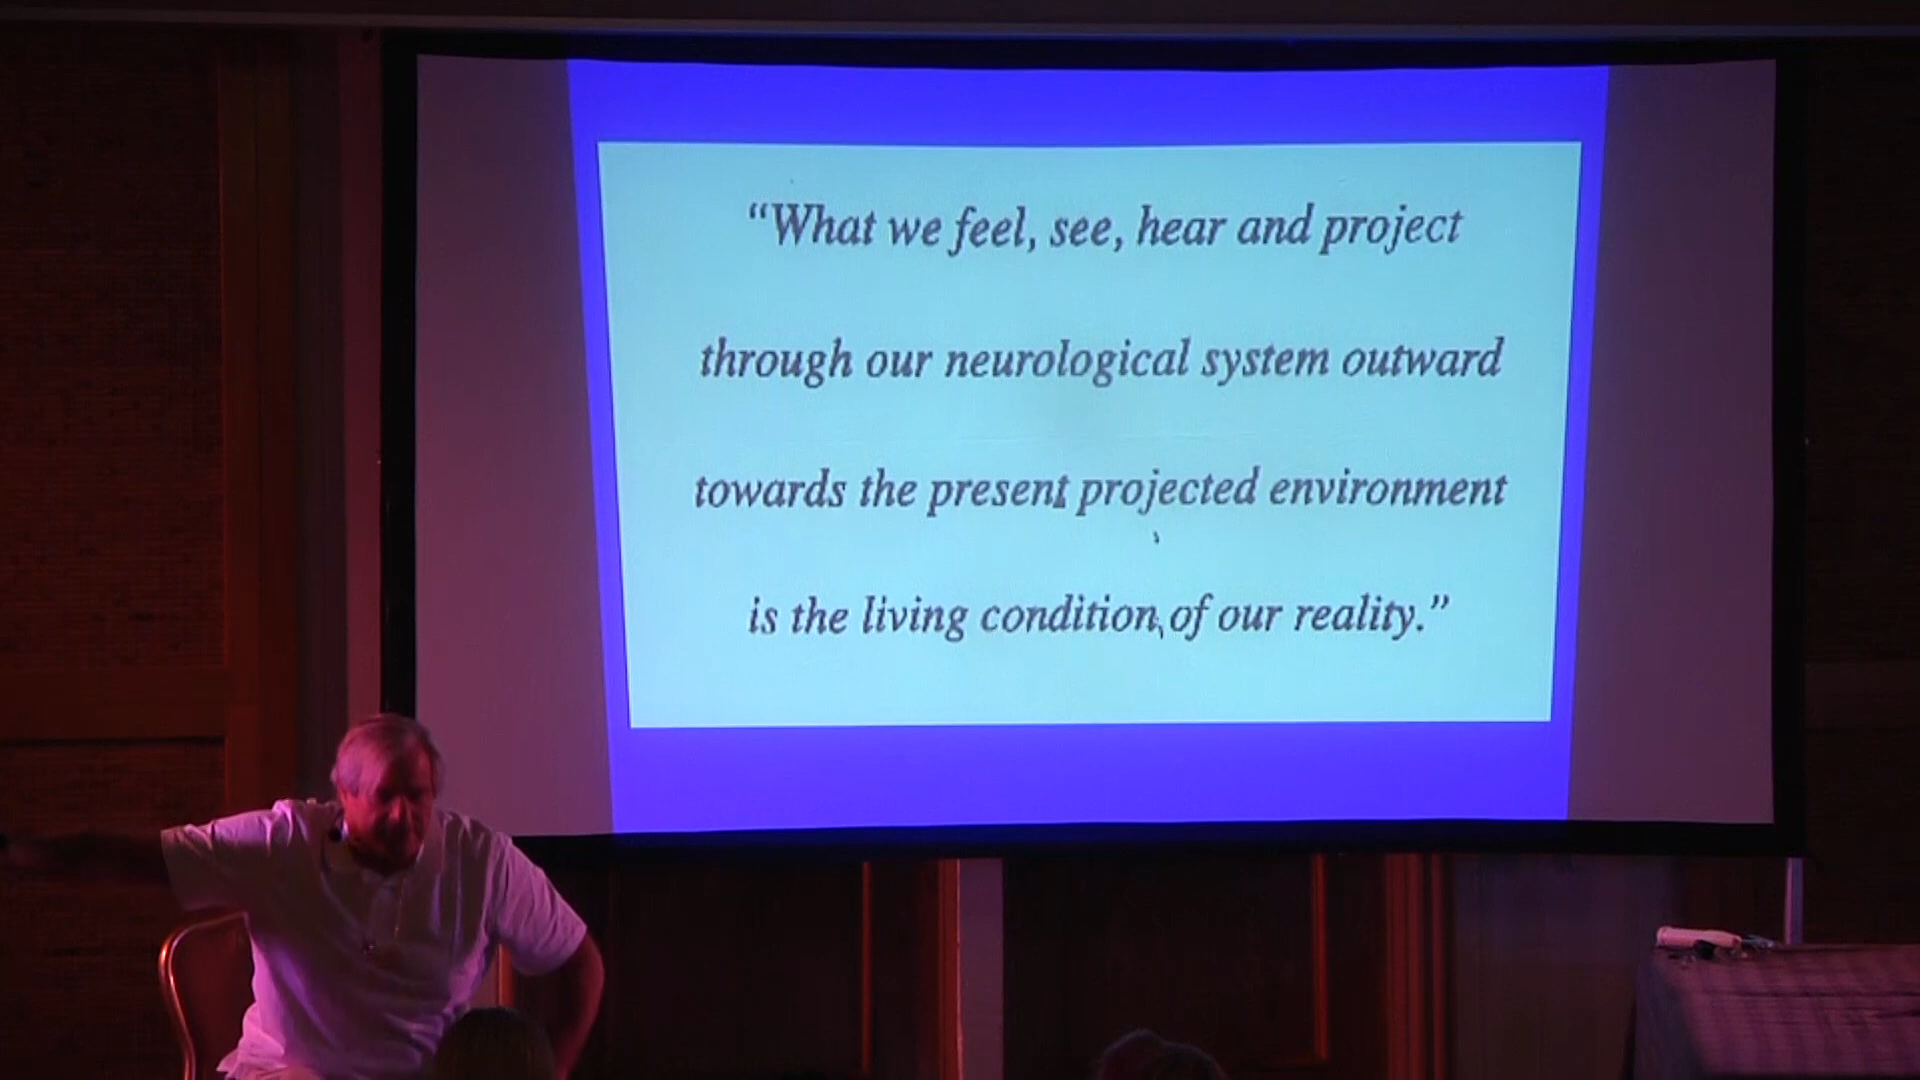 “What we feel, see, hear and project
through our neurological system outward
towards the present projected environment
is the living condition of our reality.”